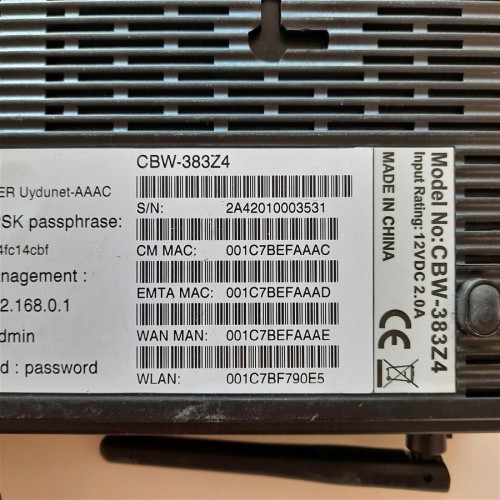 CBW-383Z4
ER Uydunet-AAAC
S/N: 2A42010003531
SK passphrase:
4fc14cbf
CM MAC: 001C7BEFAAAC
anagement :
EMTA MAC: 001C7BEFAAAD
2.168.0.1
WAN MAN: 001C7BEFAAAE
dmin
d : password
WLAN: 001C7BF790E5
Model No:CBW-383Z4
Input Rating:12VDC 2.0A
MADE IN CHINA
CE